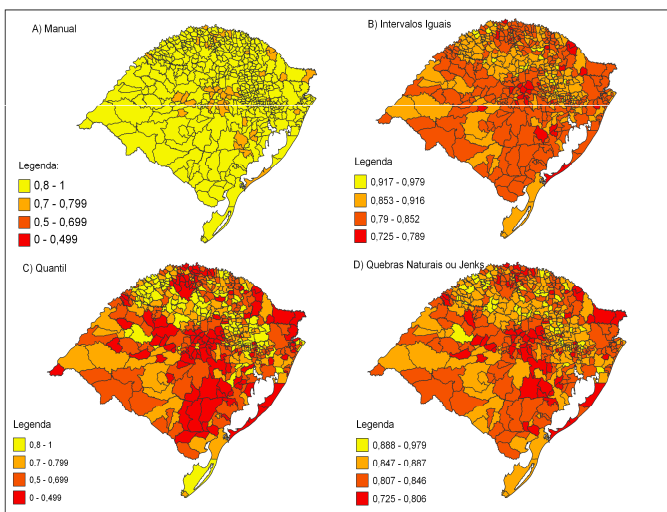 A) Manual
Legenda:
0,8 - 1
0,7 - 0,799
0,5 - 0,699
0 - 0,499
B) Intervalos Iguais
Legenda
0,917 - 0,979
0,853 - 0,916
0,79 - 0,852
0,725 - 0,789
C) Quantil
Legenda
0,8 - 1
0.7 - 0.799
0,5 - 0,699
0 - 0,499
D) Quebras Naturais ou Jenks
Legenda
0,888 - 0,979
0,847 - 0,887
0,807 - 0,846
0,725 - 0,806